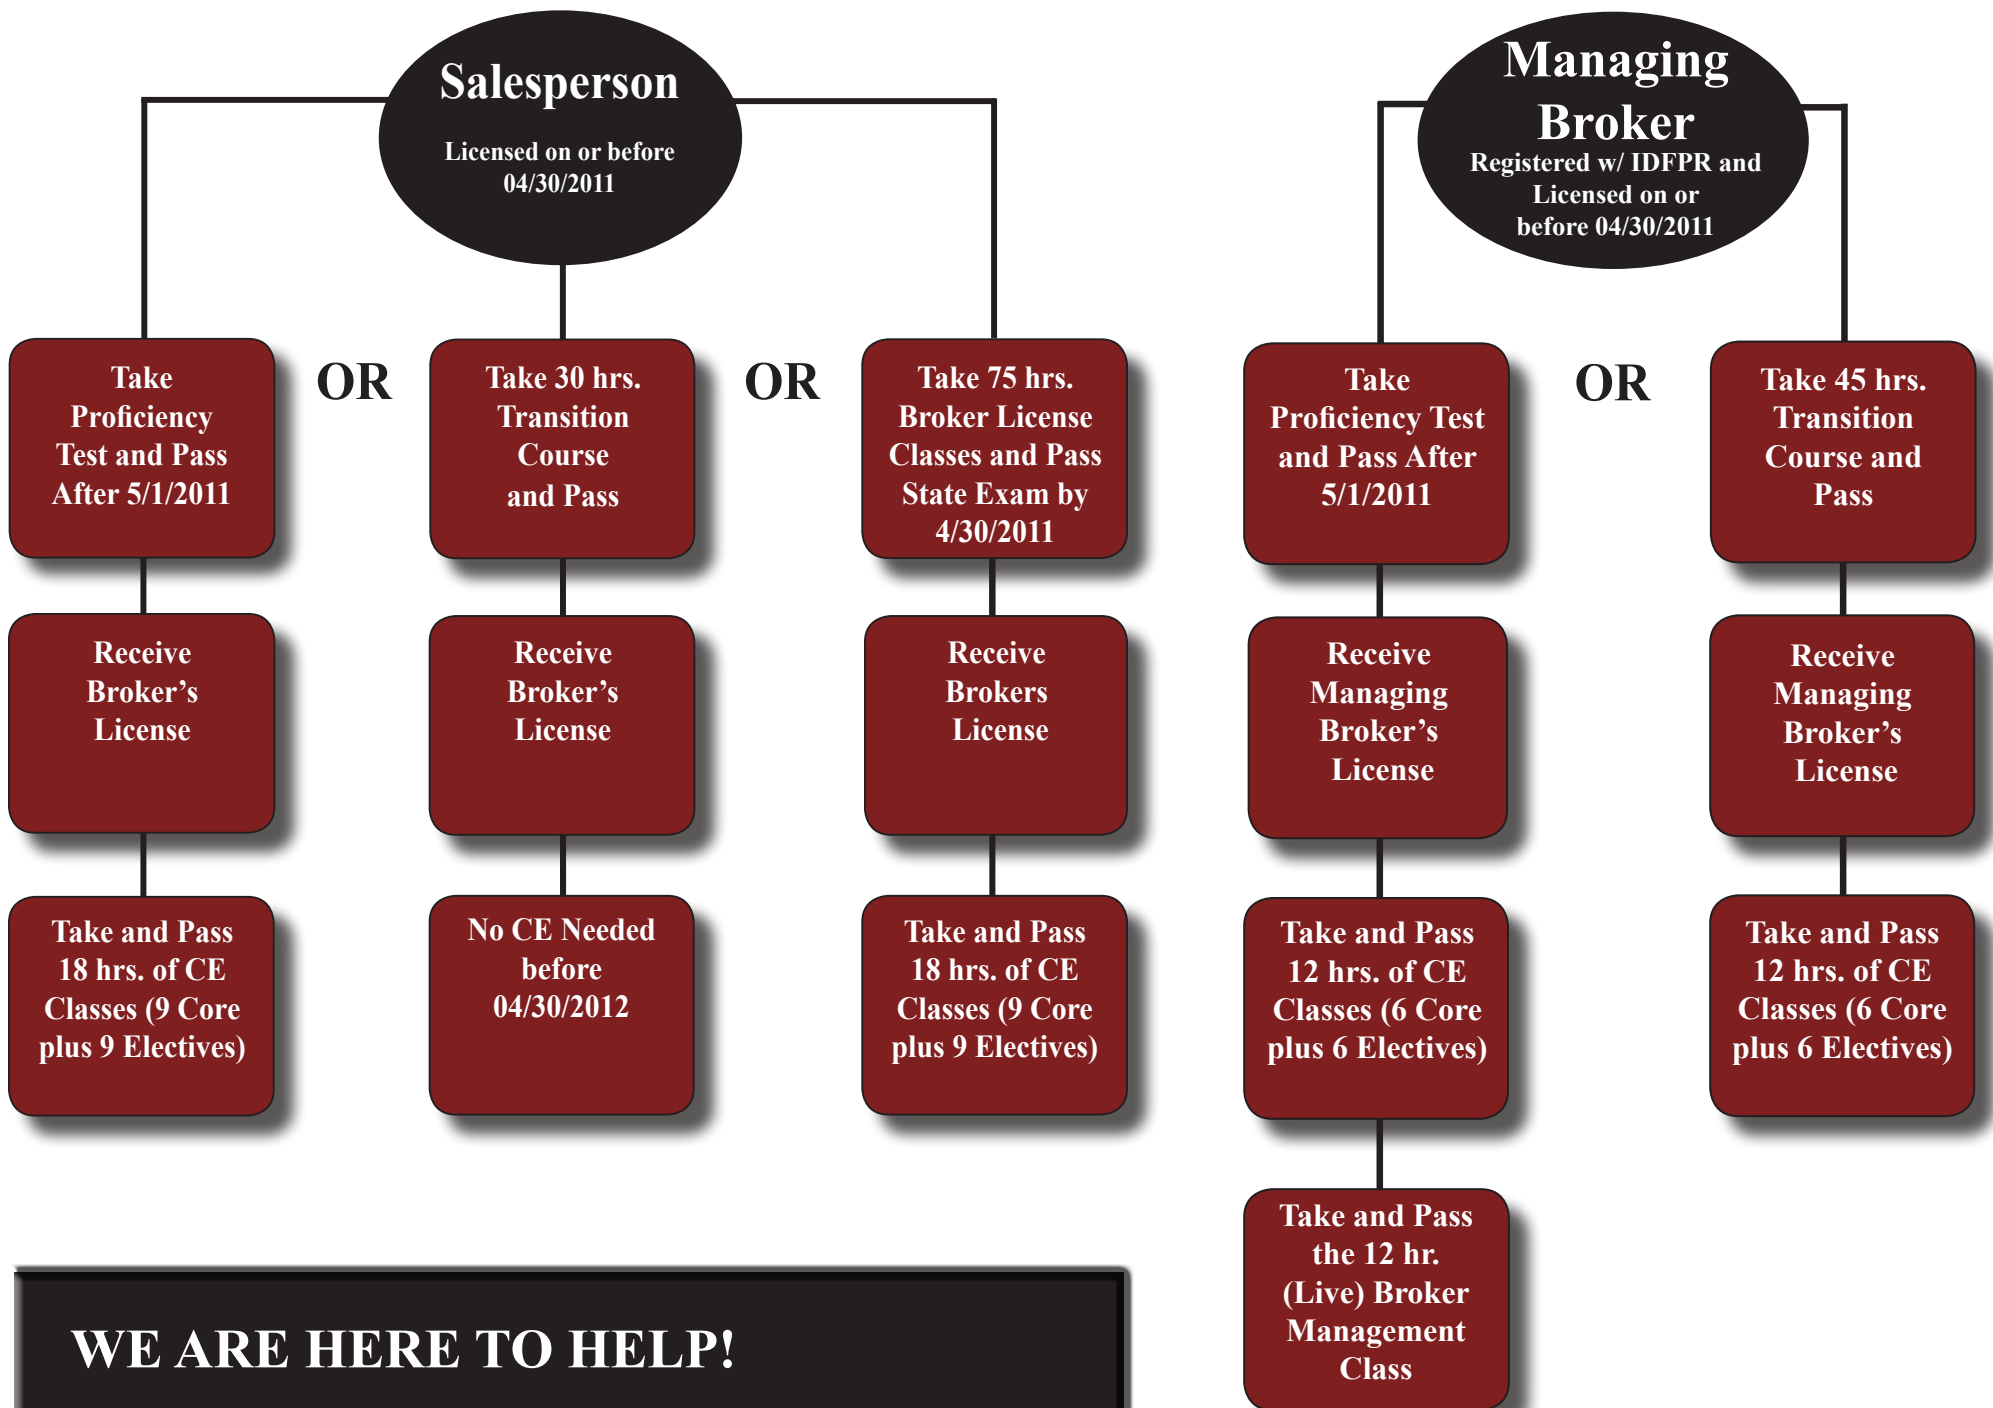 Salesperson
Licensed on or before
04/30/2011
Managing
Broker
Registered w/ IDFPR and
Licensed on or
before 04/30/2011
Take
Proficiency
Test and Pass
After 5/1/2011
OR
Take 30 hrs.
Transition
Course
and Pass
OR
Take 75 hrs.
Broker License
Classes and Pass
State Exam by
4/30/2011
Take
Proficiency Test
and Pass After
5/1/2011
OR
Take 45 hrs.
Transition
Course and
Pass
Receive
Broker’s
License
Receive
Broker’s
License
Receive
Brokers
License
Receive
Managing
Broker’s
License
Receive
Managing
Broker’s
License
Take and Pass
18 hrs. of CE
Classes (9 Core
plus 9 Electives)
No CE Needed
before
04/30/2012
Take and Pass
18 hrs. of CE
Classes (9 Core
plus 9 Electives)
Take and Pass
12 hrs. of CE
Classes (6 Core
plus 6 Electives)
Take and Pass
12 hrs. of CE
Classes (6 Core
plus 6 Electives)
Take and Pass
the 12 hr.
(Live) Broker
Management
Class
WE ARE HERE TO HELP!